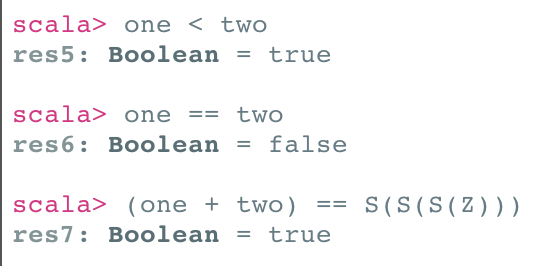 scala> one < two
res5: Boolean = true
scala> one == two
res6: Boolean = false
scala> (one + two) == S(S(S(Z)))
res7: Boolean = true